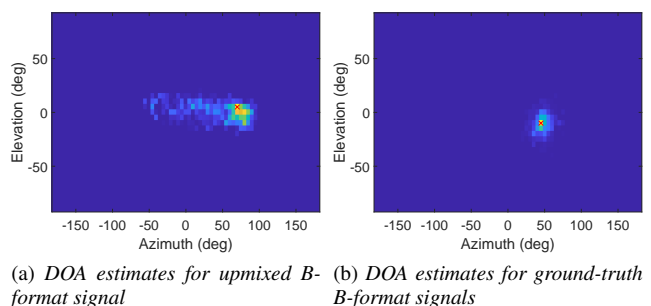 50
0
-50
Elevation (deg)
-150 -100 -50 0 50 100 150
Azimuth (deg)
50
0
-50
Elevation (deg)
-150 -100 -50 0 50 100 150
Azimuth (deg)
(a) DOA estimates for upmixed B-
format signal
(b) DOA estimates for ground-truth
B-format signals